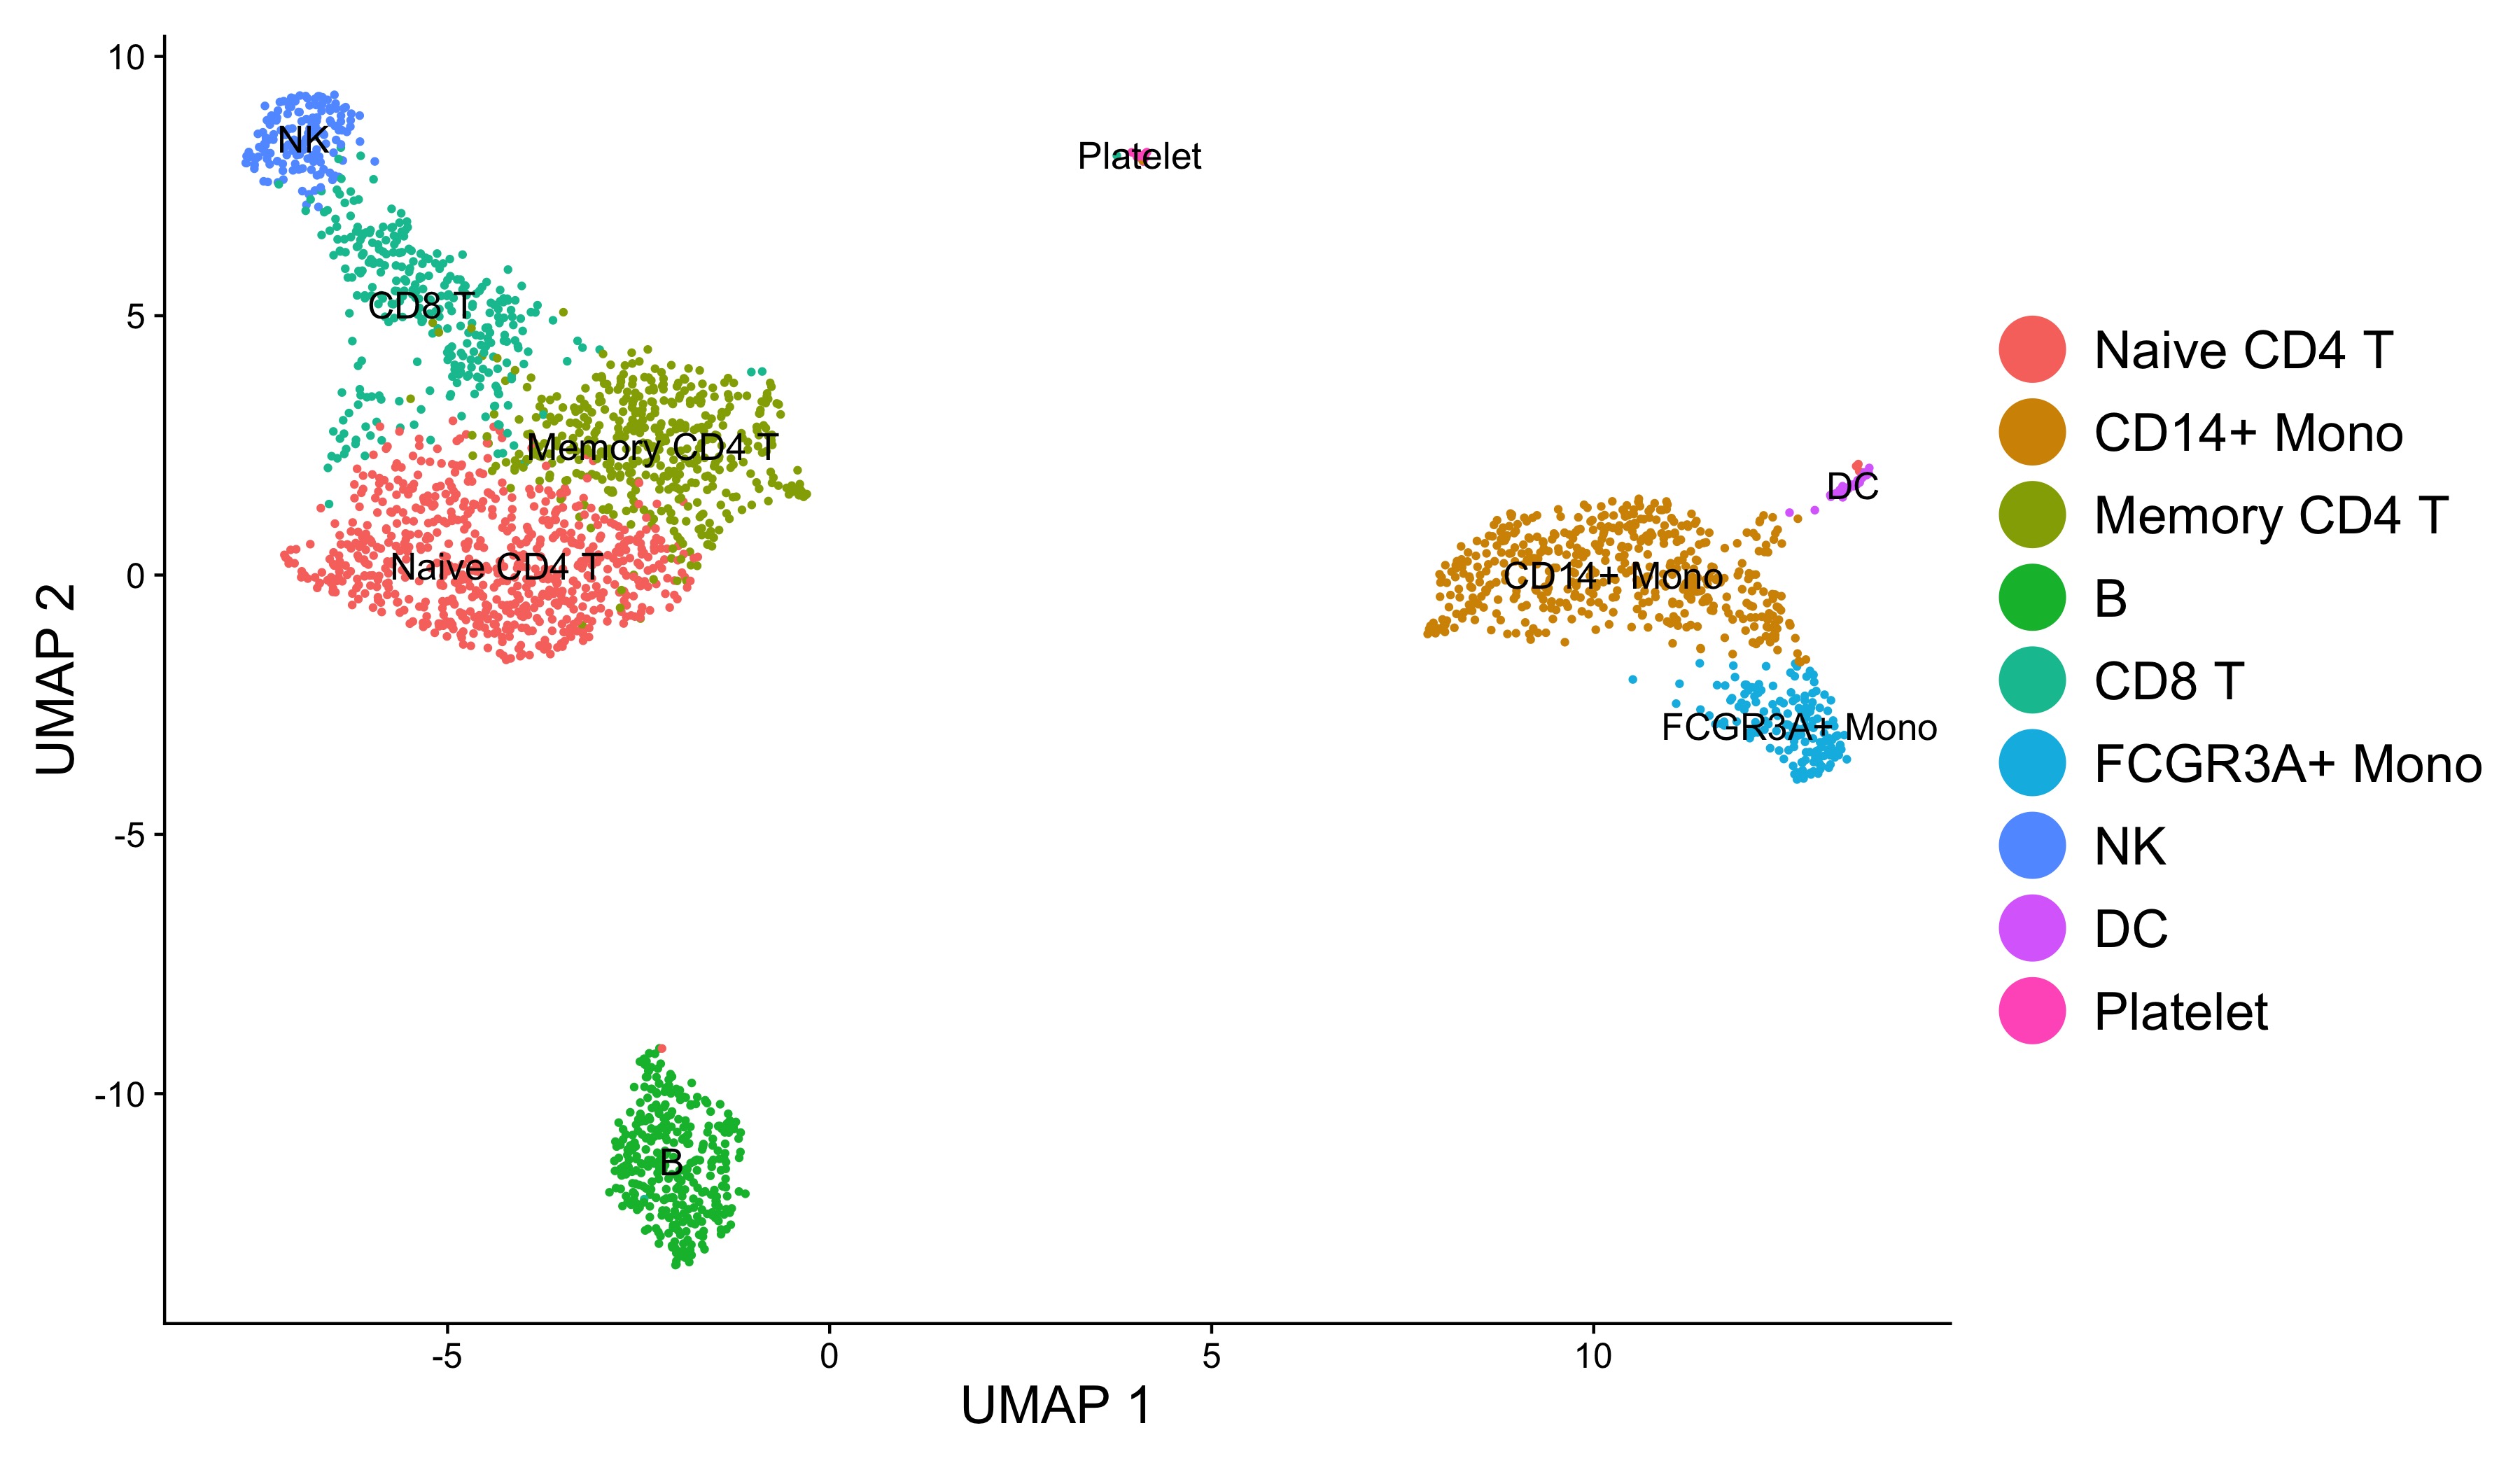 10
5
0
-5
-10
UMAP 2
NK
Platelet
CD8 T
Memory CD4 T
DC
Naive CD4 T
CD14+ Mono
FCGR3A+ Mono
B
-5
0
5
10
UMAP 1
Naive CD4 T
CD14+ Mono
Memory CD4 T
B
CD8 T
FCGR3A+ Mono
NK
DC
Platelet